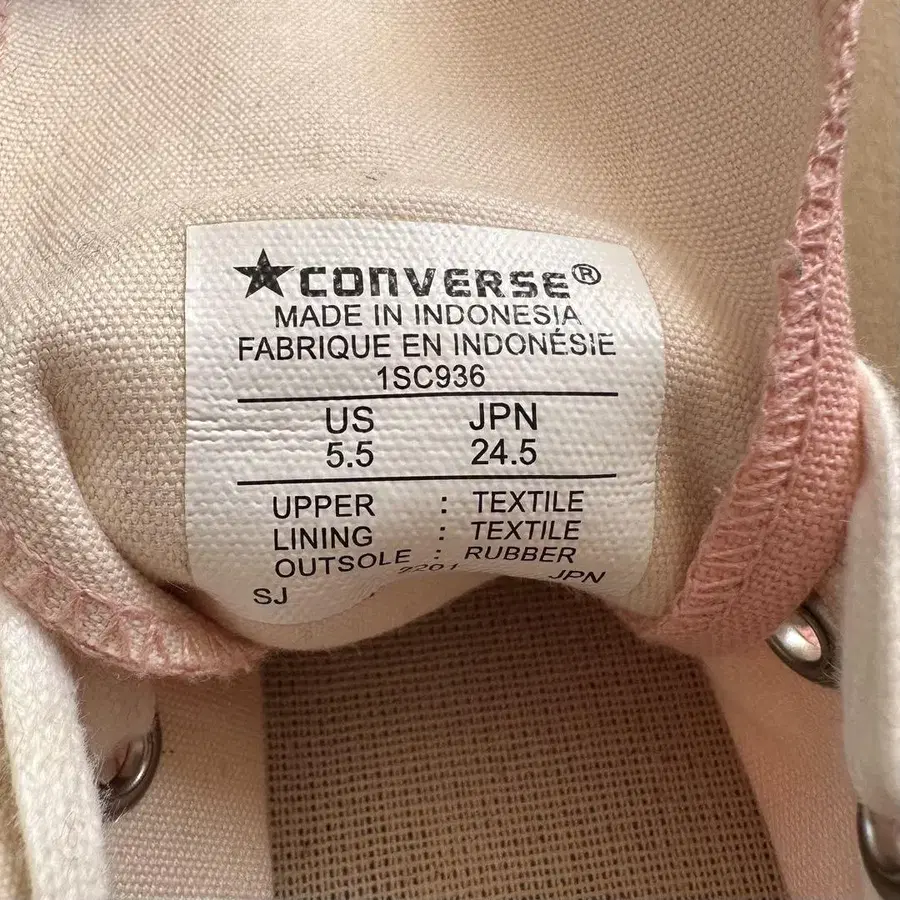 ★CONVERSE®
MADE IN INDONESIA
FABRIQUE EN INDONÉSIE
1SC936
US JPN
5.5 24.5
UPPER : TEXTILE
LINING : TEXTILE
OUTSOLE : RUBBER
SJ JPN